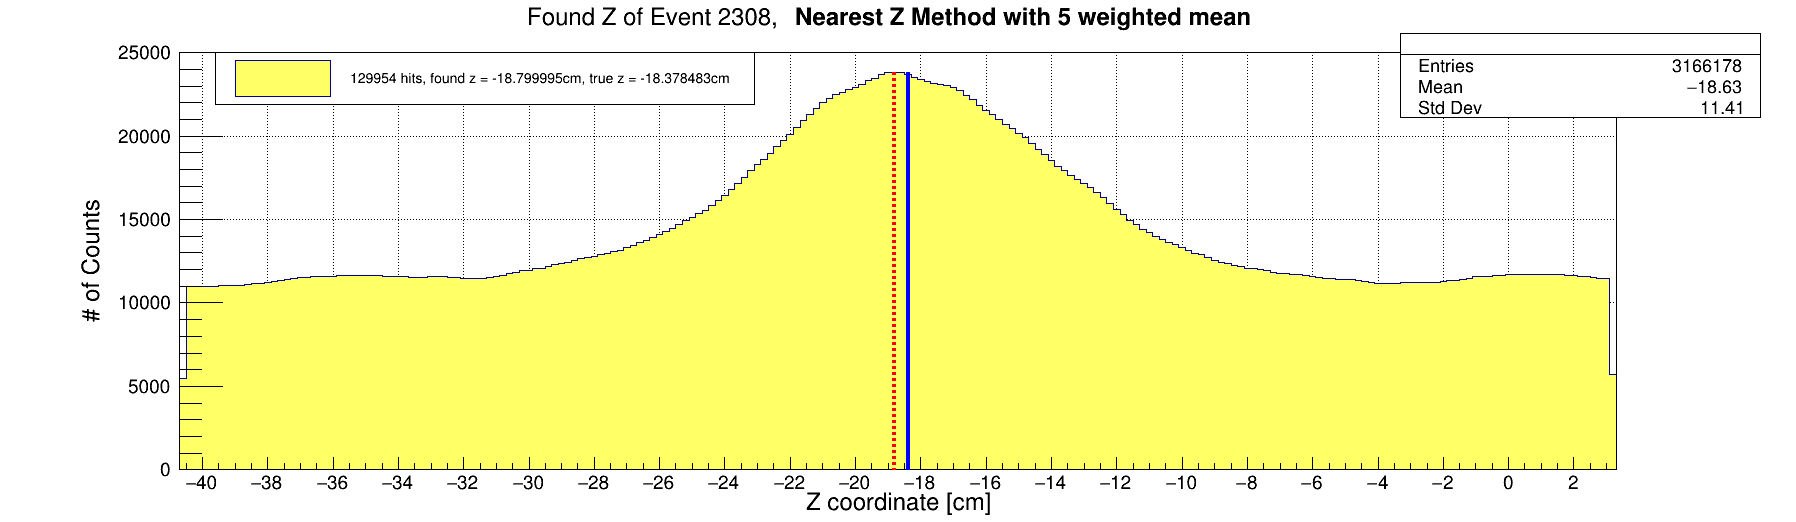 Found Z of Event 2308, Nearest Z Method with 5 weighted mean
129954 hits, found z = -18.799995cm, true z = -18.378483cm
Entries 3166178
Mean −18.63
Std Dev 11.41
25000
20000
15000
10000
5000
0
# of Counts
−40 −38 −36 −34 −32 −30 −28 −26 −24 −22 −20 −18 −16 −14 −12 −10 −8 −6 −4 −2 0 2
Z coordinate [cm]